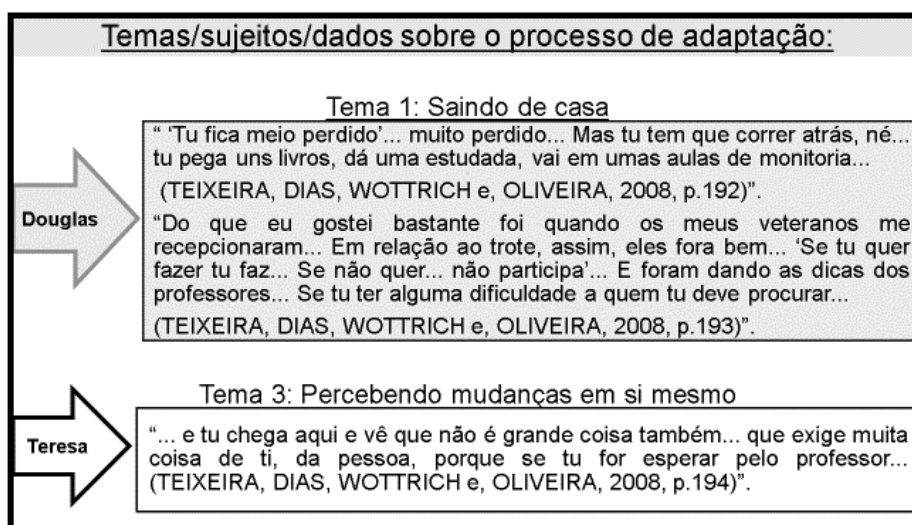 Temas/sujeitos/dados sobre o processo de adaptação:
Tema 1: Saindo de casa
Douglas
“ ‘Tu fica meio perdido’... muito perdido... Mas tu tem que correr atrás, né...
tu pega uns livros, dá uma estudada, vai em umas aulas de monitoria...
(TEIXEIRA, DIAS, WOTTRICH e, OLIVEIRA, 2008, p.192)”.
“Do que eu gostei bastante foi quando os meus veteranos me
recepcionaram... Em relação ao trote, assim, eles fora bem... ‘Se tu quer
fazer tu faz... Se não quer... não participa’... E foram dando as dicas dos
professores... Se tu ter alguma dificuldade a quem tu deve procurar...
(TEIXEIRA, DIAS, WOTTRICH e, OLIVEIRA, 2008, p.193)”.
Tema 3: Percebendo mudanças em si mesmo
Teresa
“... e tu chega aqui e vê que não é grande coisa também... que exige muita
coisa de ti, da pessoa, porque se tu for esperar pelo professor...
(TEIXEIRA, DIAS, WOTTRICH e, OLIVEIRA, 2008, p.194)”.